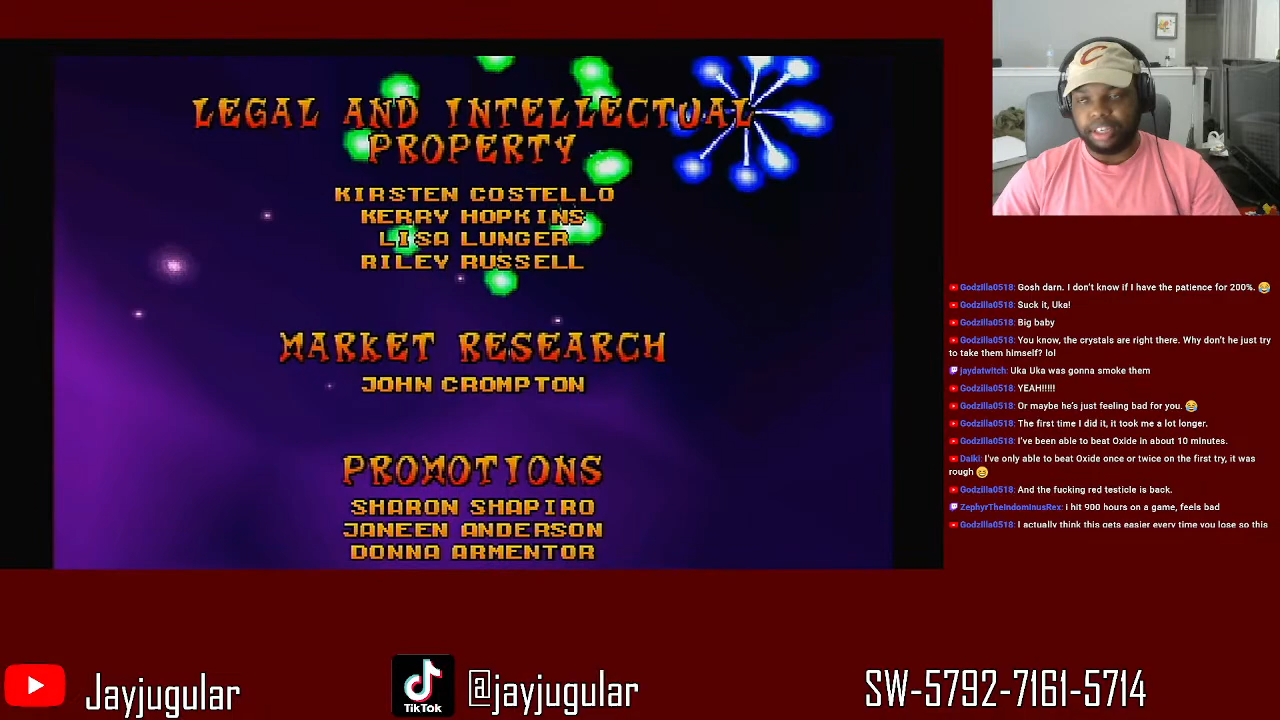 LEGAL AND INTELLECTUAL
PROPERTY
KIRSTEN COSTELLO
KERRY HOPKINS
LISA LUNGER
RILEY RUSSELL
MARKET RESEARCH
JOHN CROMPTON
PROMOTIONS
SHARON SHAPIRO
JANEEN ANDERSON
DONNA ARMENTOR
Godzilla0518: Gosh darn. I don't know if I have the patience for 200%. 😂
Godzilla0518: Suck it, Uka!
Godzilla0518: Big baby
Godzilla0518: You know, the crystals are right there. Why don't he just try
to take them himself? lol
jaydatwitch: Uka Uka was gonna smoke them
Godzilla0518: YEAH!!!!!
Godzilla0518: Or maybe he's just feeling bad for you. 😂
Godzilla0518: The first time I did it, it took me a lot longer.
Godzilla0518: I've been able to beat Oxide in about 10 minutes.
Daiki: I've only able to beat Oxide once or twice on the first try, it was
rough 😅
Godzilla0518: And the fucking red testicle is back.
ZephyrTheIndominusRex: i hit 900 hours on a game, feels bad
Godzilla0518: I actually think this gets easier every time you lose so this
Jayjugular
TikTok
@jayjugular
SW-5792-7161-5714